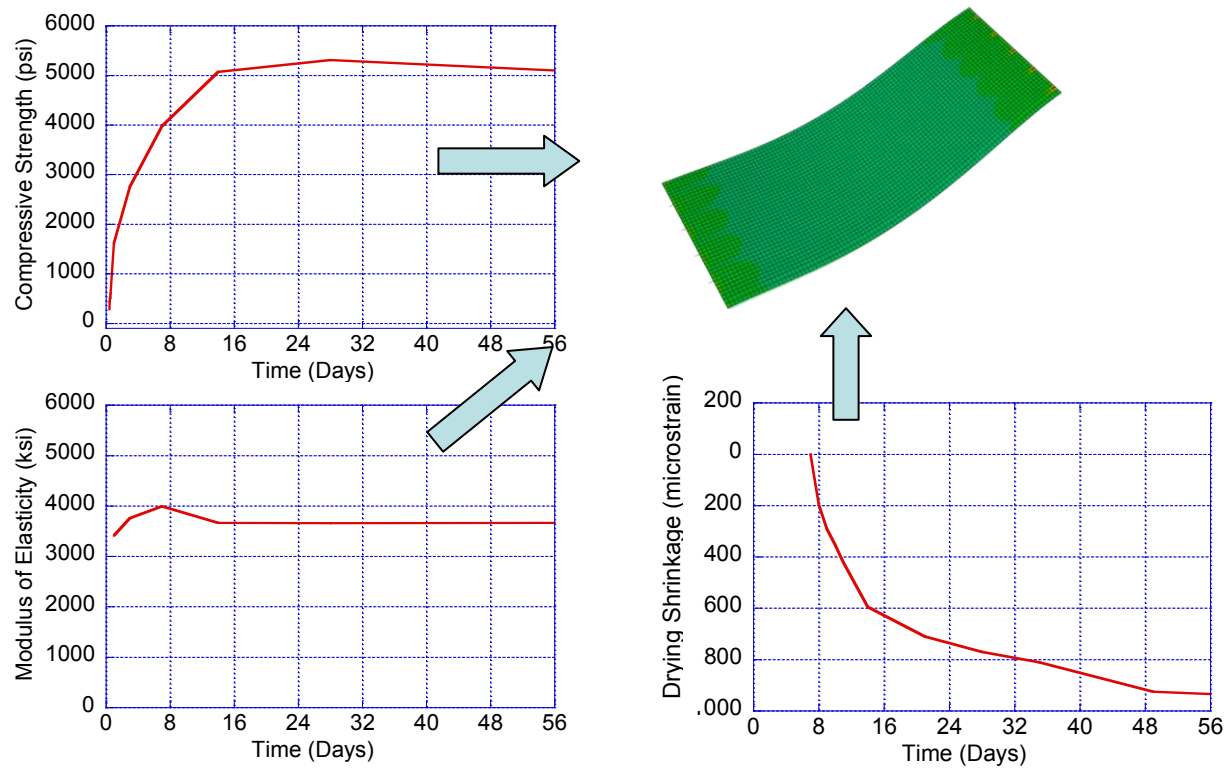 Compressive Strength (psi)
6000
5000
4000
3000
2000
1000
0
0 8 16 24 32 40 48 56
Time (Days)
Modulus of Elasticity (ksi)
6000
5000
4000
3000
2000
1000
0
0 8 16 24 32 40 48 56
Time (Days)
Drying Shrinkage (microstrain)
200
0
200
400
600
800
.000
0 8 16 24 32 40 48 56
Time (Days)